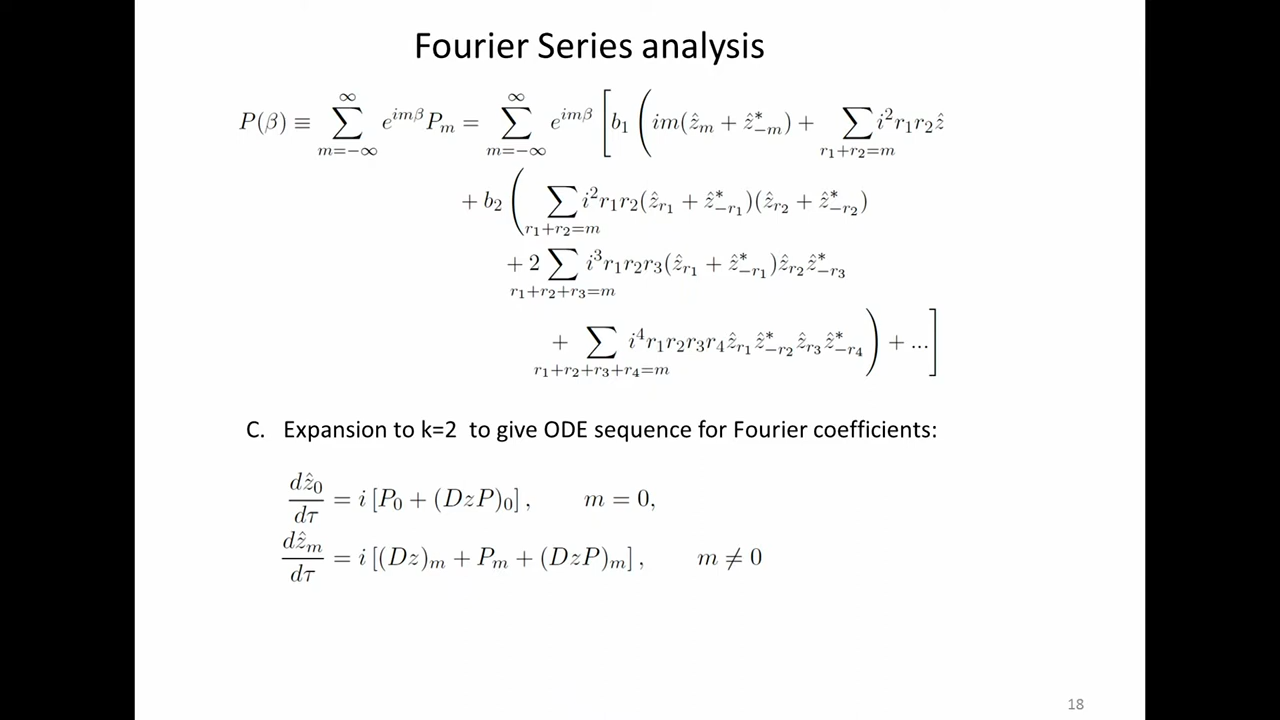 Fourier Series analysis
P(β) ≡ ∑_{m=−∞}^{∞} e^{imβ} P_m = ∑_{m=−∞}^{∞} e^{imβ} [ b_1 ( im(ẑ_m + ẑ^*_{−m}) + ∑_{r_1+r_2=m} i^2 r_1 r_2 ẑ
+ b_2 ( ∑_{r_1+r_2=m} i^2 r_1 r_2 (ẑ_{r_1} + ẑ^*_{−r_1})(ẑ_{r_2} + ẑ^*_{−r_2})
+ 2 ∑_{r_1+r_2+r_3=m} i^3 r_1 r_2 r_3 (ẑ_{r_1} + ẑ^*_{−r_1}) ẑ_{r_2} ẑ^*_{−r_3}
+ ∑_{r_1+r_2+r_3+r_4=m} i^4 r_1 r_2 r_3 r_4 ẑ_{r_1} ẑ^*_{−r_2} ẑ_{r_3} ẑ^*_{−r_4} ) + ... ]
C. Expansion to k=2 to give ODE sequence for Fourier coefficients:
dẑ_0/dτ = i [P_0 + (DzP)_0] , m = 0,
dẑ_m/dτ = i [(Dz)_m + P_m + (DzP)_m] , m ≠ 0
18